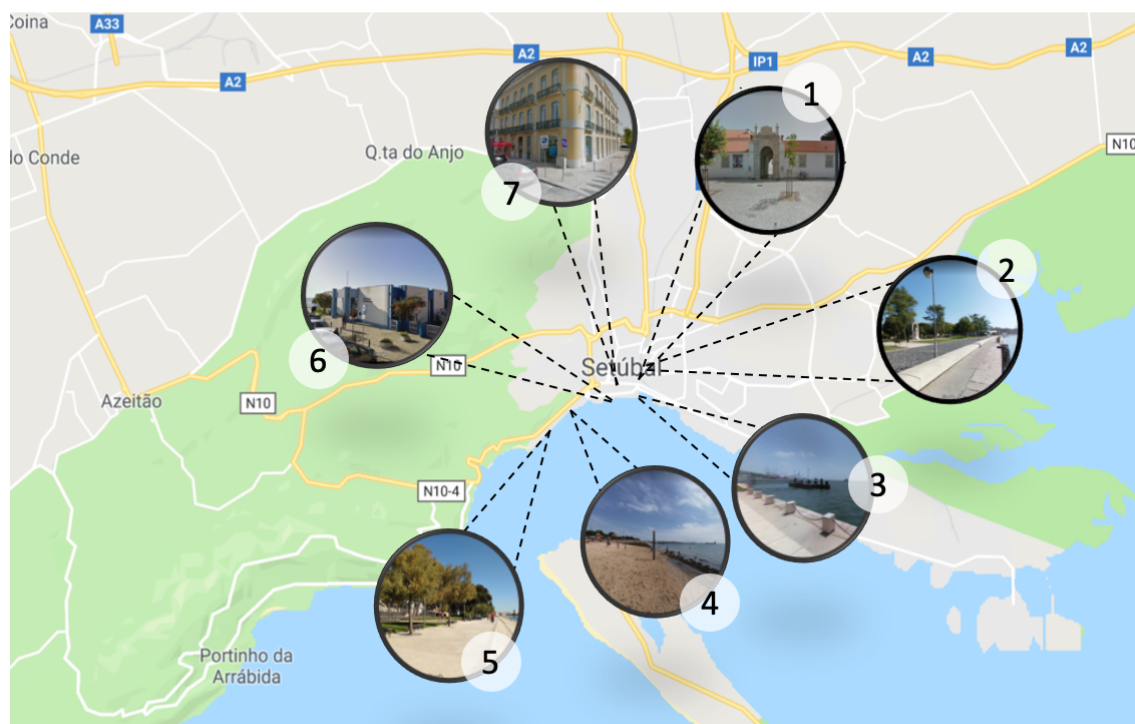 Coina
A33
A2
IP1
A2
A2
1
lo Conde
Q.ta do Anjo
N10
7
2
6
N10
Setúbal
Azeitão
N10
N10-4
3
4
5
Portinho da
Arrábida